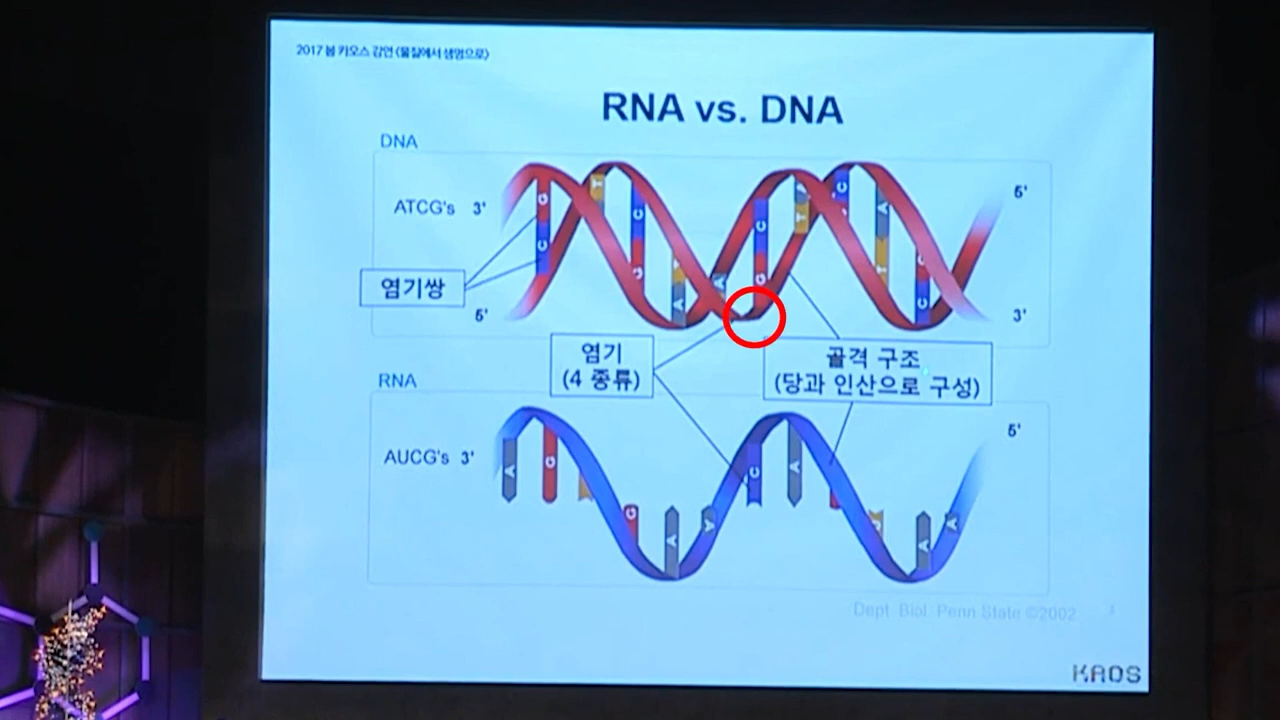 2017 봄 카오스 강연 <물질에서 생명으로>
RNA vs. DNA
DNA
ATCG's 3'
5'
G
C
T
C
G
T
A
A
C
G
A
T
C
A
T
C
5'
3'
염기쌍
염기
(4 종류)
골격 구조
(당과 인산으로 구성)
RNA
AUCG's 3'
5'
A
G
G
A
A
C
A
A
A
Dept. Biol. Penn State ©2002
KAOS